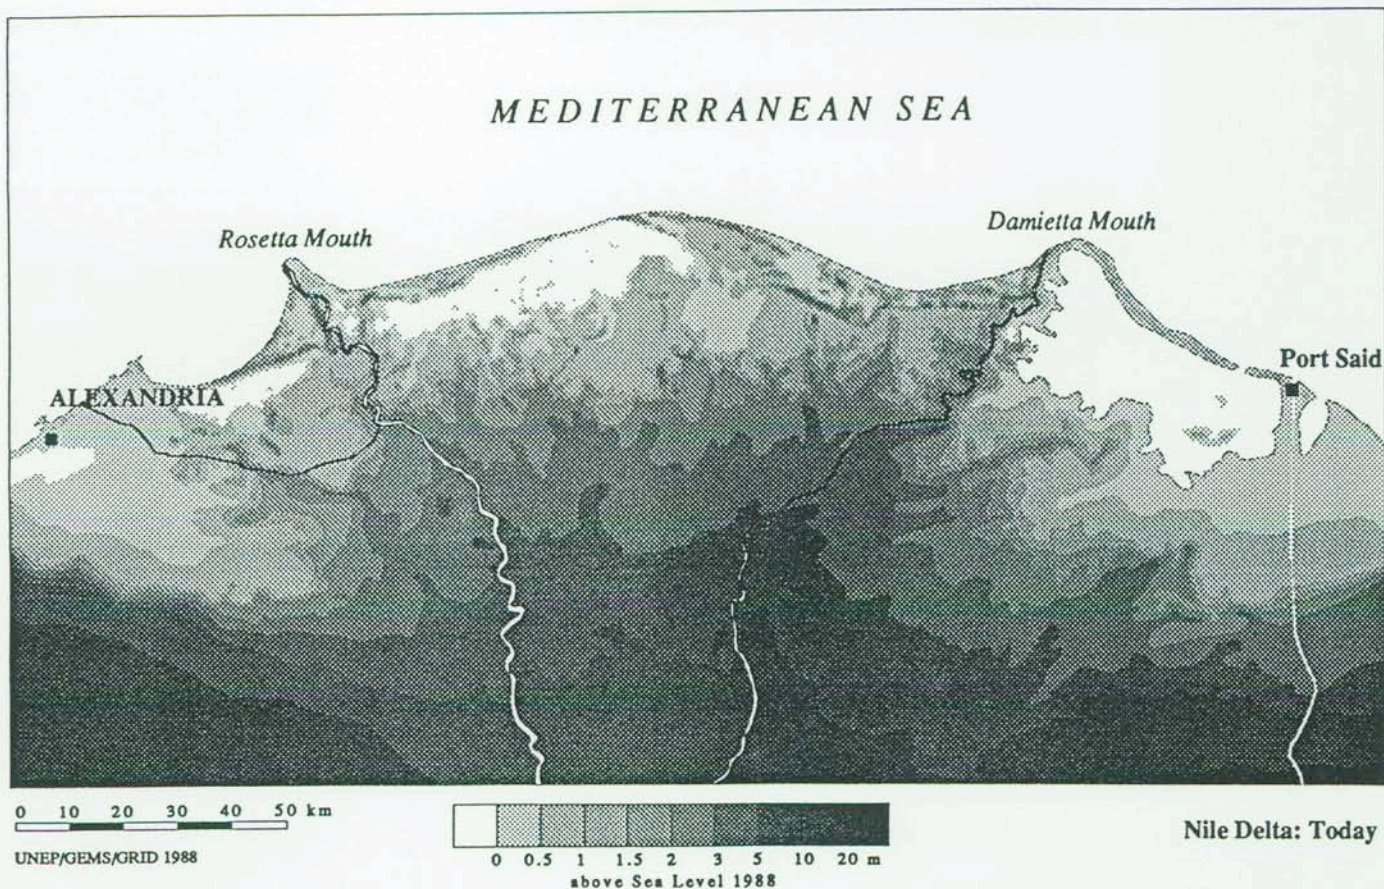 MEDITERRANEAN SEA
Rosetta Mouth
Damietta Mouth
ALEXANDRIA
Port Said
0 10 20 30 40 50 km
UNEP/GEMS/GRID 1988
0 0.5 1 1.5 2 3 5 10 20 m
above Sea Level 1988
Nile Delta: Today